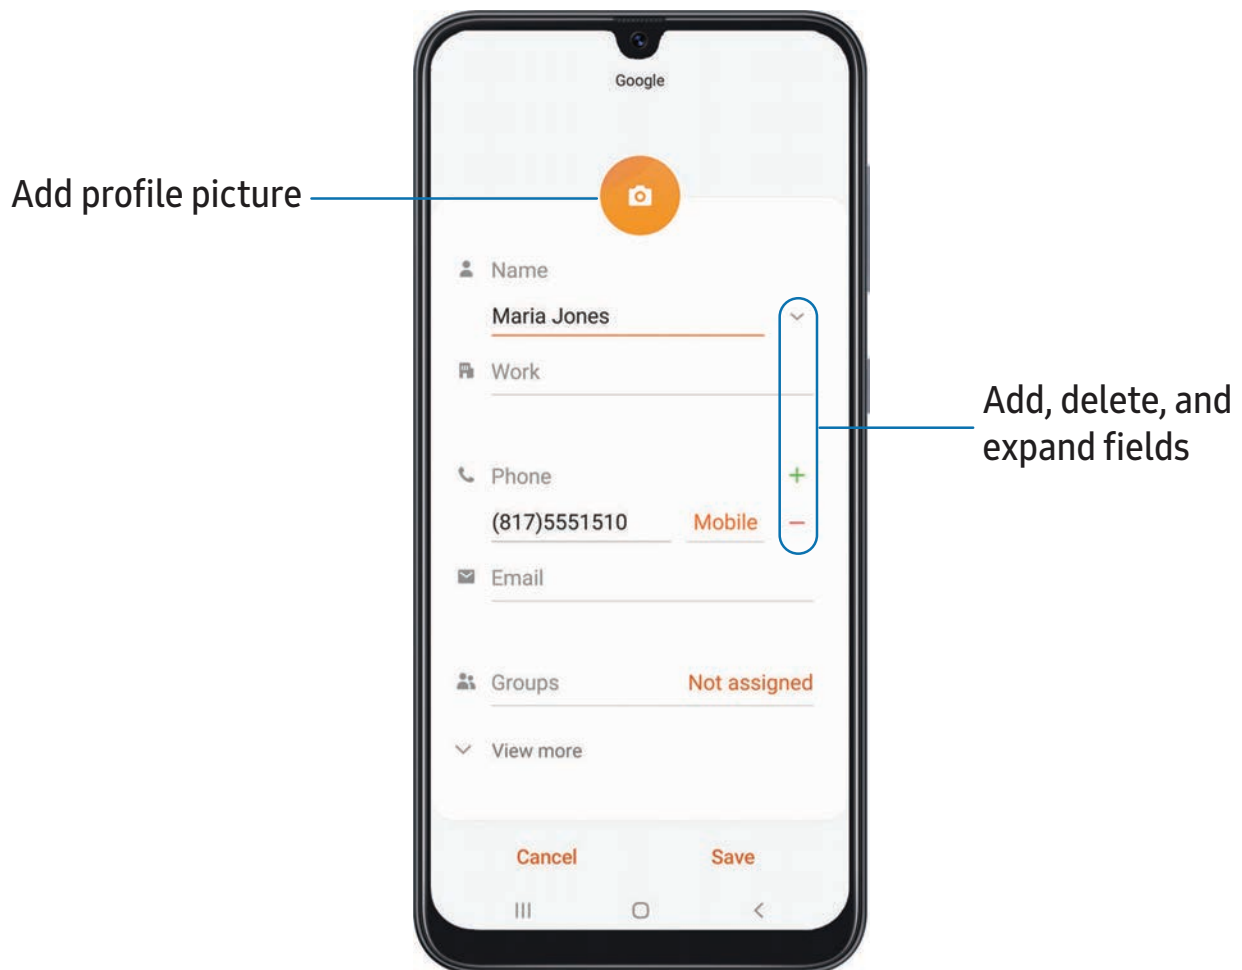 Google
Add profile picture
Name
Maria Jones
Work
Add, delete, and
expand fields
Phone
(817)5551510 Mobile
Email
Groups Not assigned
View more
Cancel Save